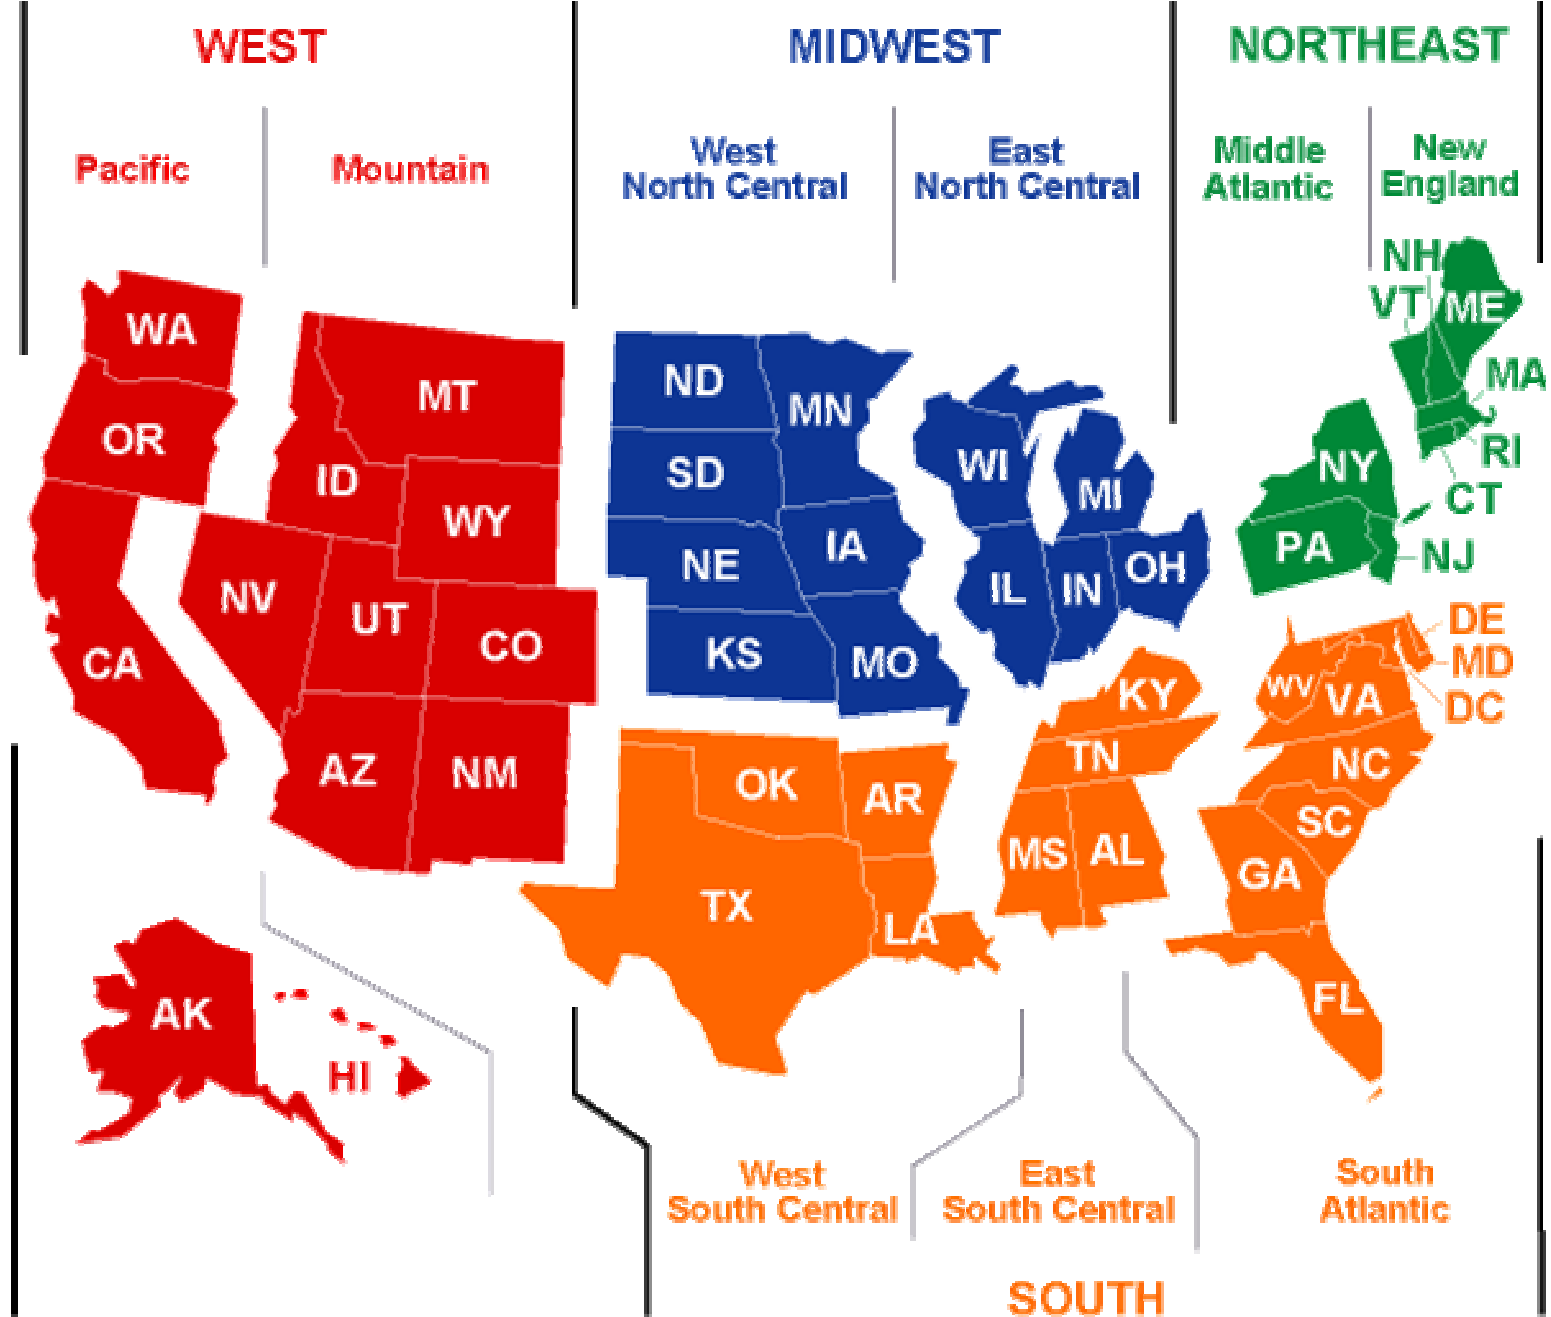 WEST
MIDWEST
NORTHEAST
Pacific
Mountain
West
North Central
East
North Central
Middle
Atlantic
New
England
WA
OR
CA
MT
ID
WY
NV
UT
CO
AZ
NM
AK
HI
ND
MN
SD
NE
IA
KS
MO
WI
MI
IL
IN
OH
NH
VT
ME
MA
RI
CT
NY
PA
NJ
DE
MD
DC
WV
VA
NC
SC
GA
FL
KY
TN
MS
AL
OK
AR
TX
LA
West
South Central
East
South Central
South
Atlantic
SOUTH